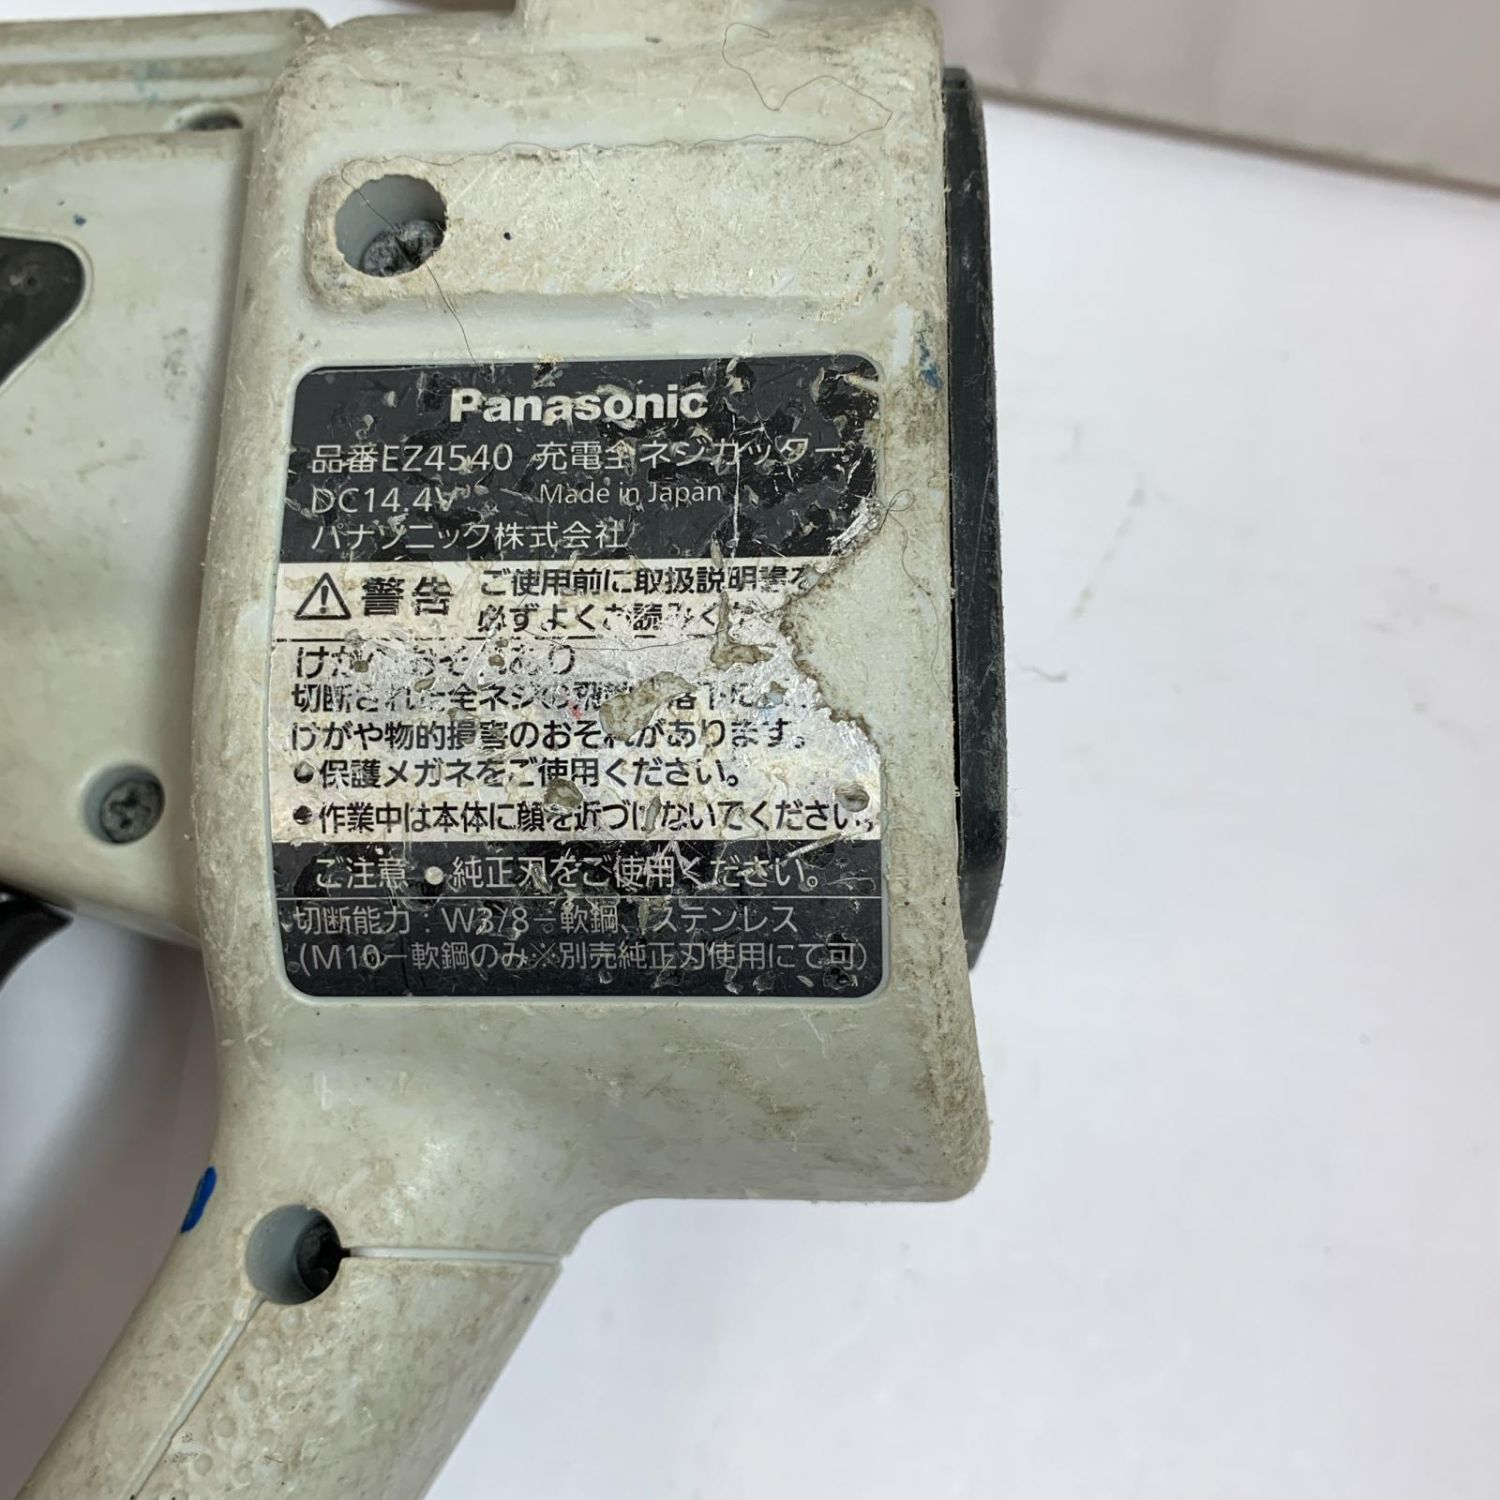 Panasonic
品番EZ4540 充電全ネジカッター
DC14.4V Made in Japan
パナソニック株式会社
警告 ご使用前に取扱説明書を
必ずよくお読みくだ
けがのおそれあり
切断された全ネジの飛 落下によ
けがや物的損害のおそれがあります。
●保護メガネをご使用ください。
●作業中は本体に顔を近づけないでください。
ご注意 ●純正刃をご使用ください。
切断能力:W3/8−軟鋼、ステンレス
(M10−軟鋼のみ※別売純正刃使用にて可)